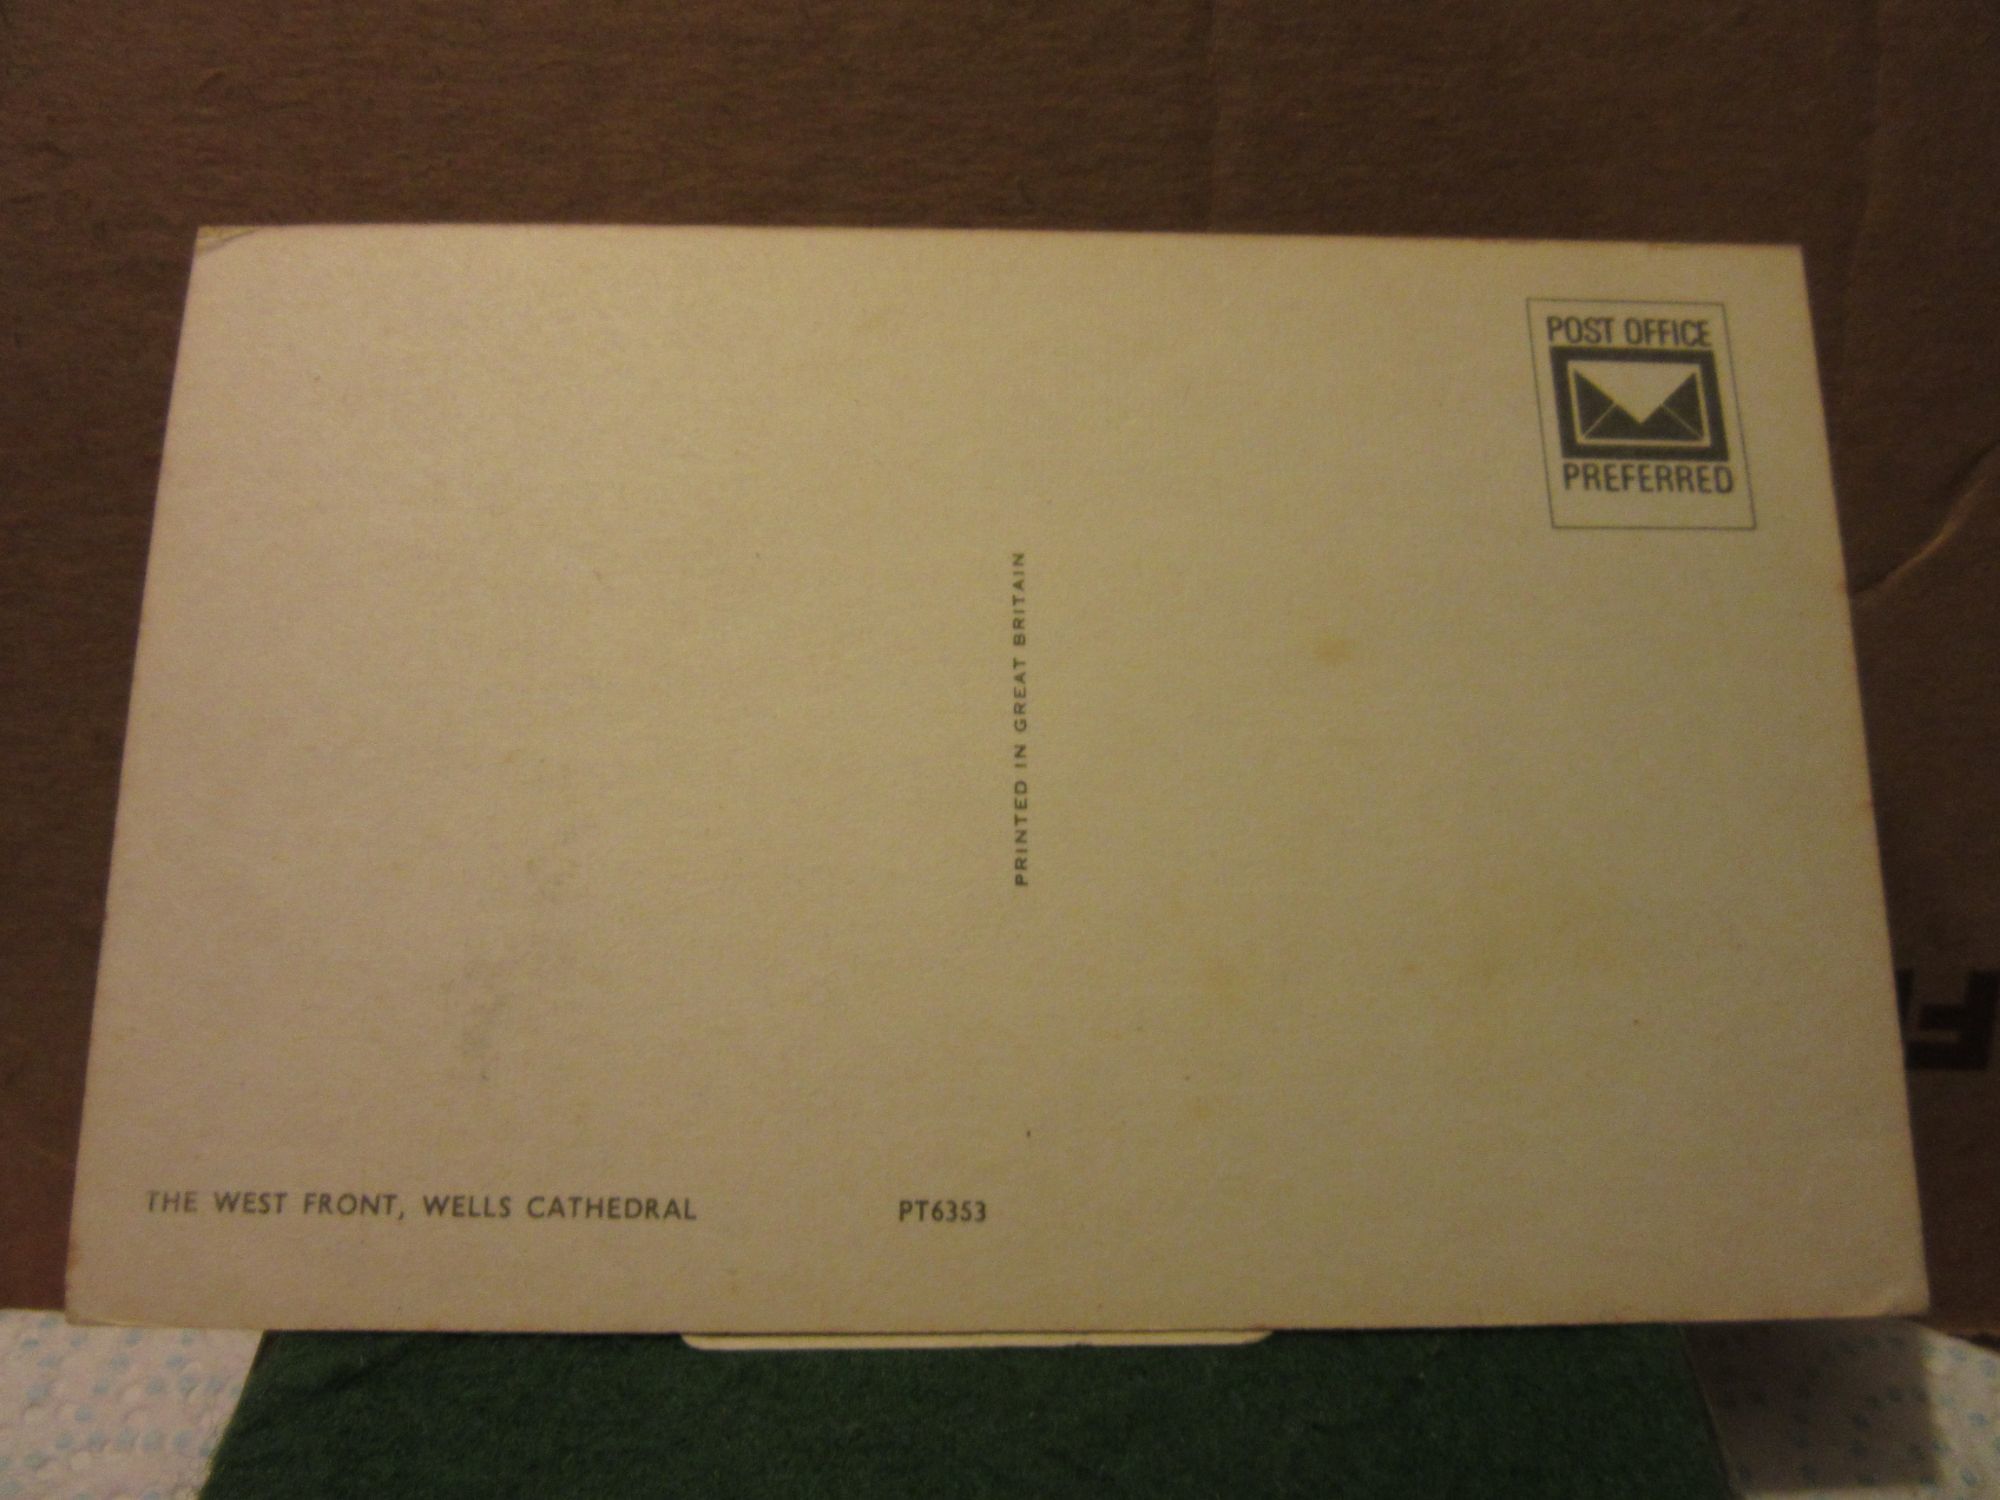 POST OFFICE
PREFERRED
PRINTED IN GREAT BRITAIN
THE WEST FRONT, WELLS CATHEDRAL
PT6353